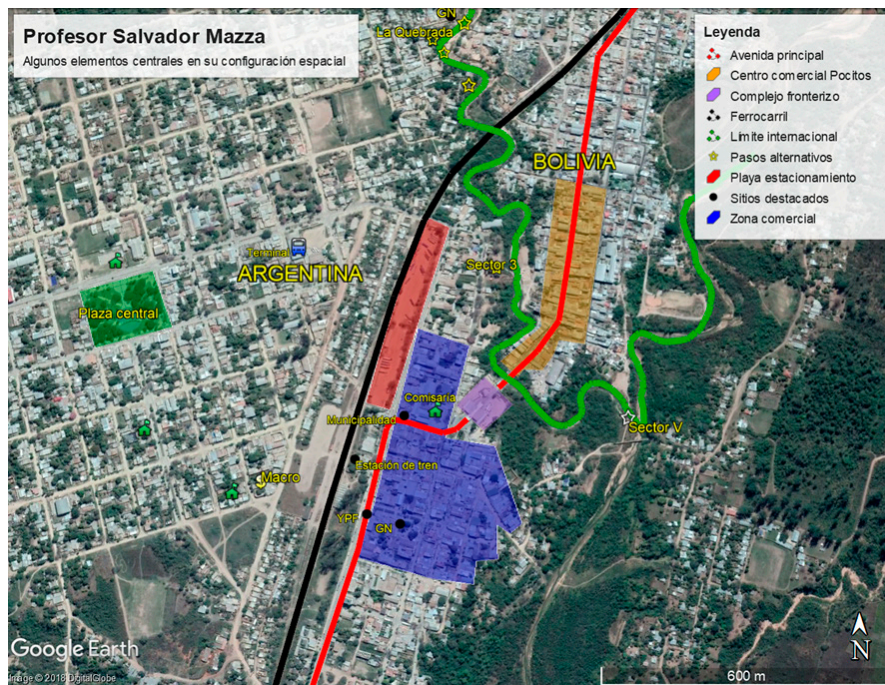 Profesor Salvador Mazza
Algunos elementos centrales en su configuración espacial
Leyenda
Avenida principal
Centro comercial Pocitos
Complejo fronterizo
Ferrocarril
Límite internacional
Pasos alternativos
Playa estacionamiento
Sitios destacados
Zona comercial
GN
La Quebrada
BOLIVIA
Terminal
ARGENTINA
Sector 3
Plaza central
Comisaría
Municipalidad
Sector V
Estación de tren
Macro
YPF
GN
Google Earth
Image © 2018 DigitalGlobe
N
600 m